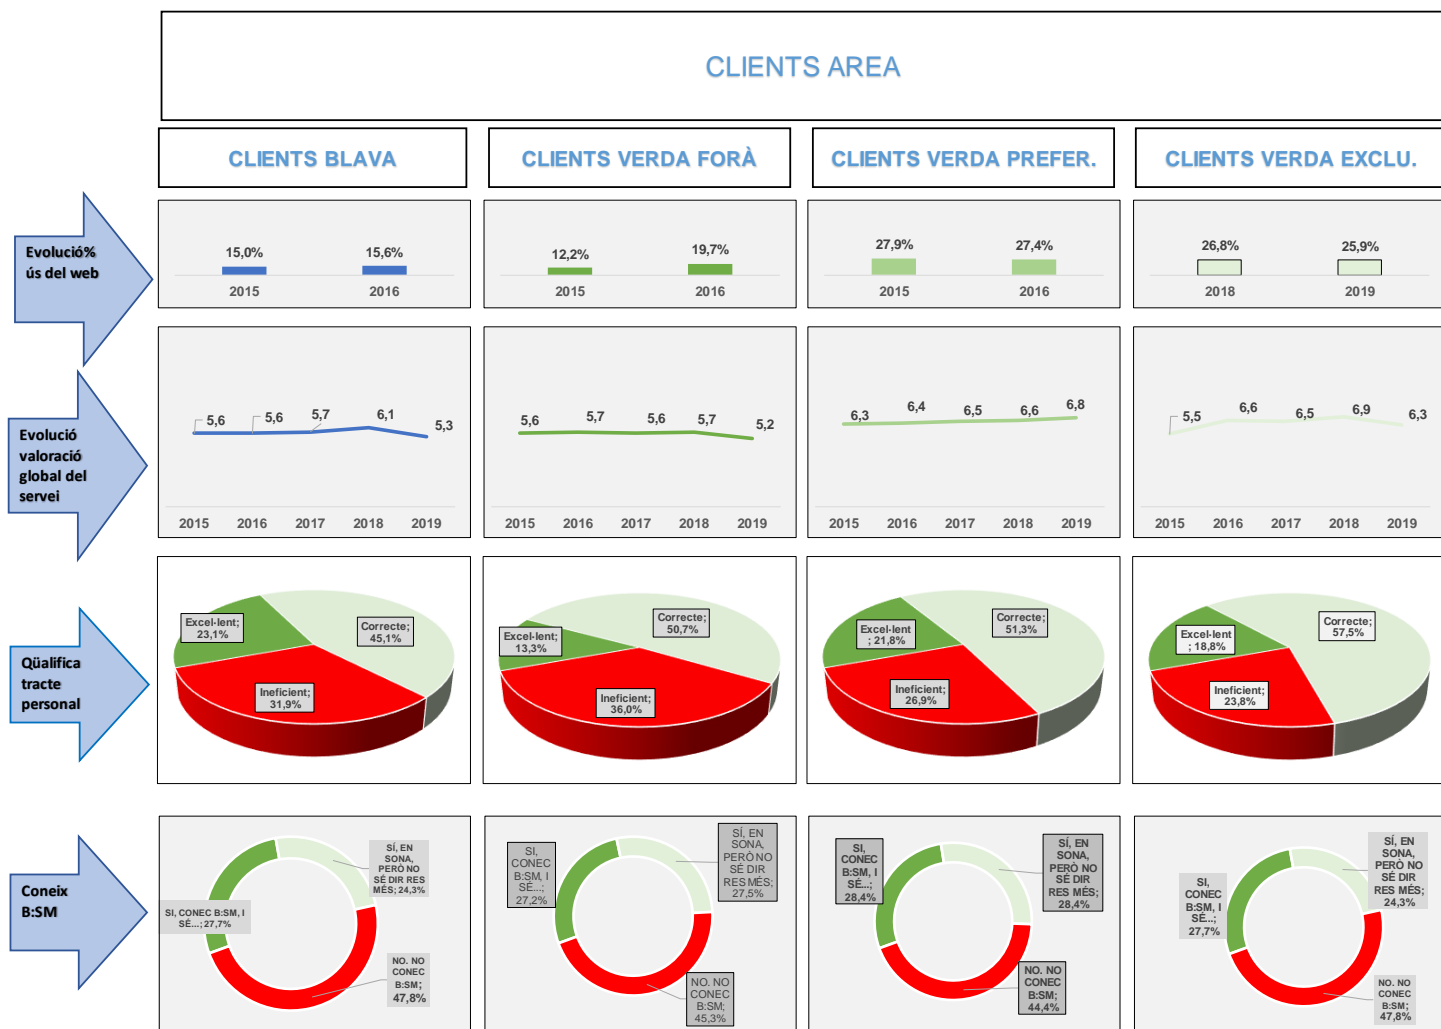 CLIENTS AREA
CLIENTS BLAVA
CLIENTS VERDA FORÀ
CLIENTS VERDA PREFER.
CLIENTS VERDA EXCLU.
Evolució%
ús del web
15,0%
15,6%
2015
2016
12,2%
19,7%
2015
2016
27,9%
27,4%
2015
2016
26,8%
25,9%
2018
2019
Evolució
valoració
global del
servei
5,6
5,6
5,7
6,1
5,3
2015
2016
2017
2018
2019
5,6
5,7
5,6
5,7
5,2
2015
2016
2017
2018
2019
6,3
6,4
6,5
6,6
6,8
2015
2016
2017
2018
2019
5,5
6,6
6,5
6,9
6,3
2015
2016
2017
2018
2019
Qüalifica
tracte
personal
Excel·lent;
23,1%
Correcte;
45,1%
Ineficient;
31,9%
Excel·lent;
13,3%
Correcte;
50,7%
Ineficient;
36,0%
Excel·lent
; 21,8%
Correcte;
51,3%
Ineficient;
26,9%
Excel·lent
; 18,8%
Correcte;
57,5%
Ineficient;
23,8%
Coneix
B:SM
SÍ, EN
SONA,
PERÒ NO
SÉ DIR RES
MÉS; 24,3%
SI, CONEC B:SM, I
SÉ...; 27,7%
NO. NO
CONEC
B:SM;
47,8%
SI,
CONEC
B:SM, I
SÉ...;
27,2%
SÍ, EN
SONA,
PERÒ NO
SÉ DIR
RES MÉS;
27,5%
NO. NO
CONEC
B:SM;
45,3%
SI,
CONEC
B:SM, I
SÉ...;
28,4%
SÍ, EN
SONA,
PERÒ NO
SÉ DIR
RES MÉS;
28,4%
NO. NO
CONEC
B:SM;
44,4%
SI,
CONEC
B:SM, I
SÉ...;
27,7%
SÍ, EN
SONA,
PERÒ NO
SÉ DIR
RES MÉS;
24,3%
NO. NO
CONEC
B:SM;
47,8%